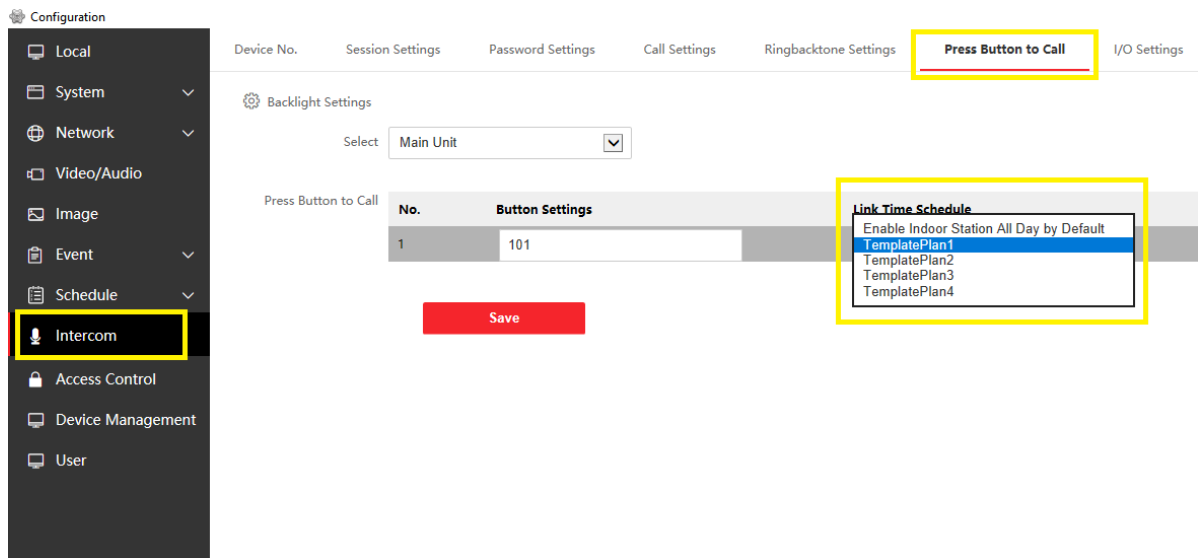 Configuration
Local
System
Network
Video/Audio
Image
Event
Schedule
Intercom
Access Control
Device Management
User
Device No. Session Settings Password Settings Call Settings Ringbacktone Settings Press Button to Call I/O Settings
Backlight Settings
Select Main Unit
Press Button to Call No. Button Settings Link Time Schedule
1 101
Enable Indoor Station All Day by Default
TemplatePlan1
TemplatePlan2
TemplatePlan3
TemplatePlan4
Save